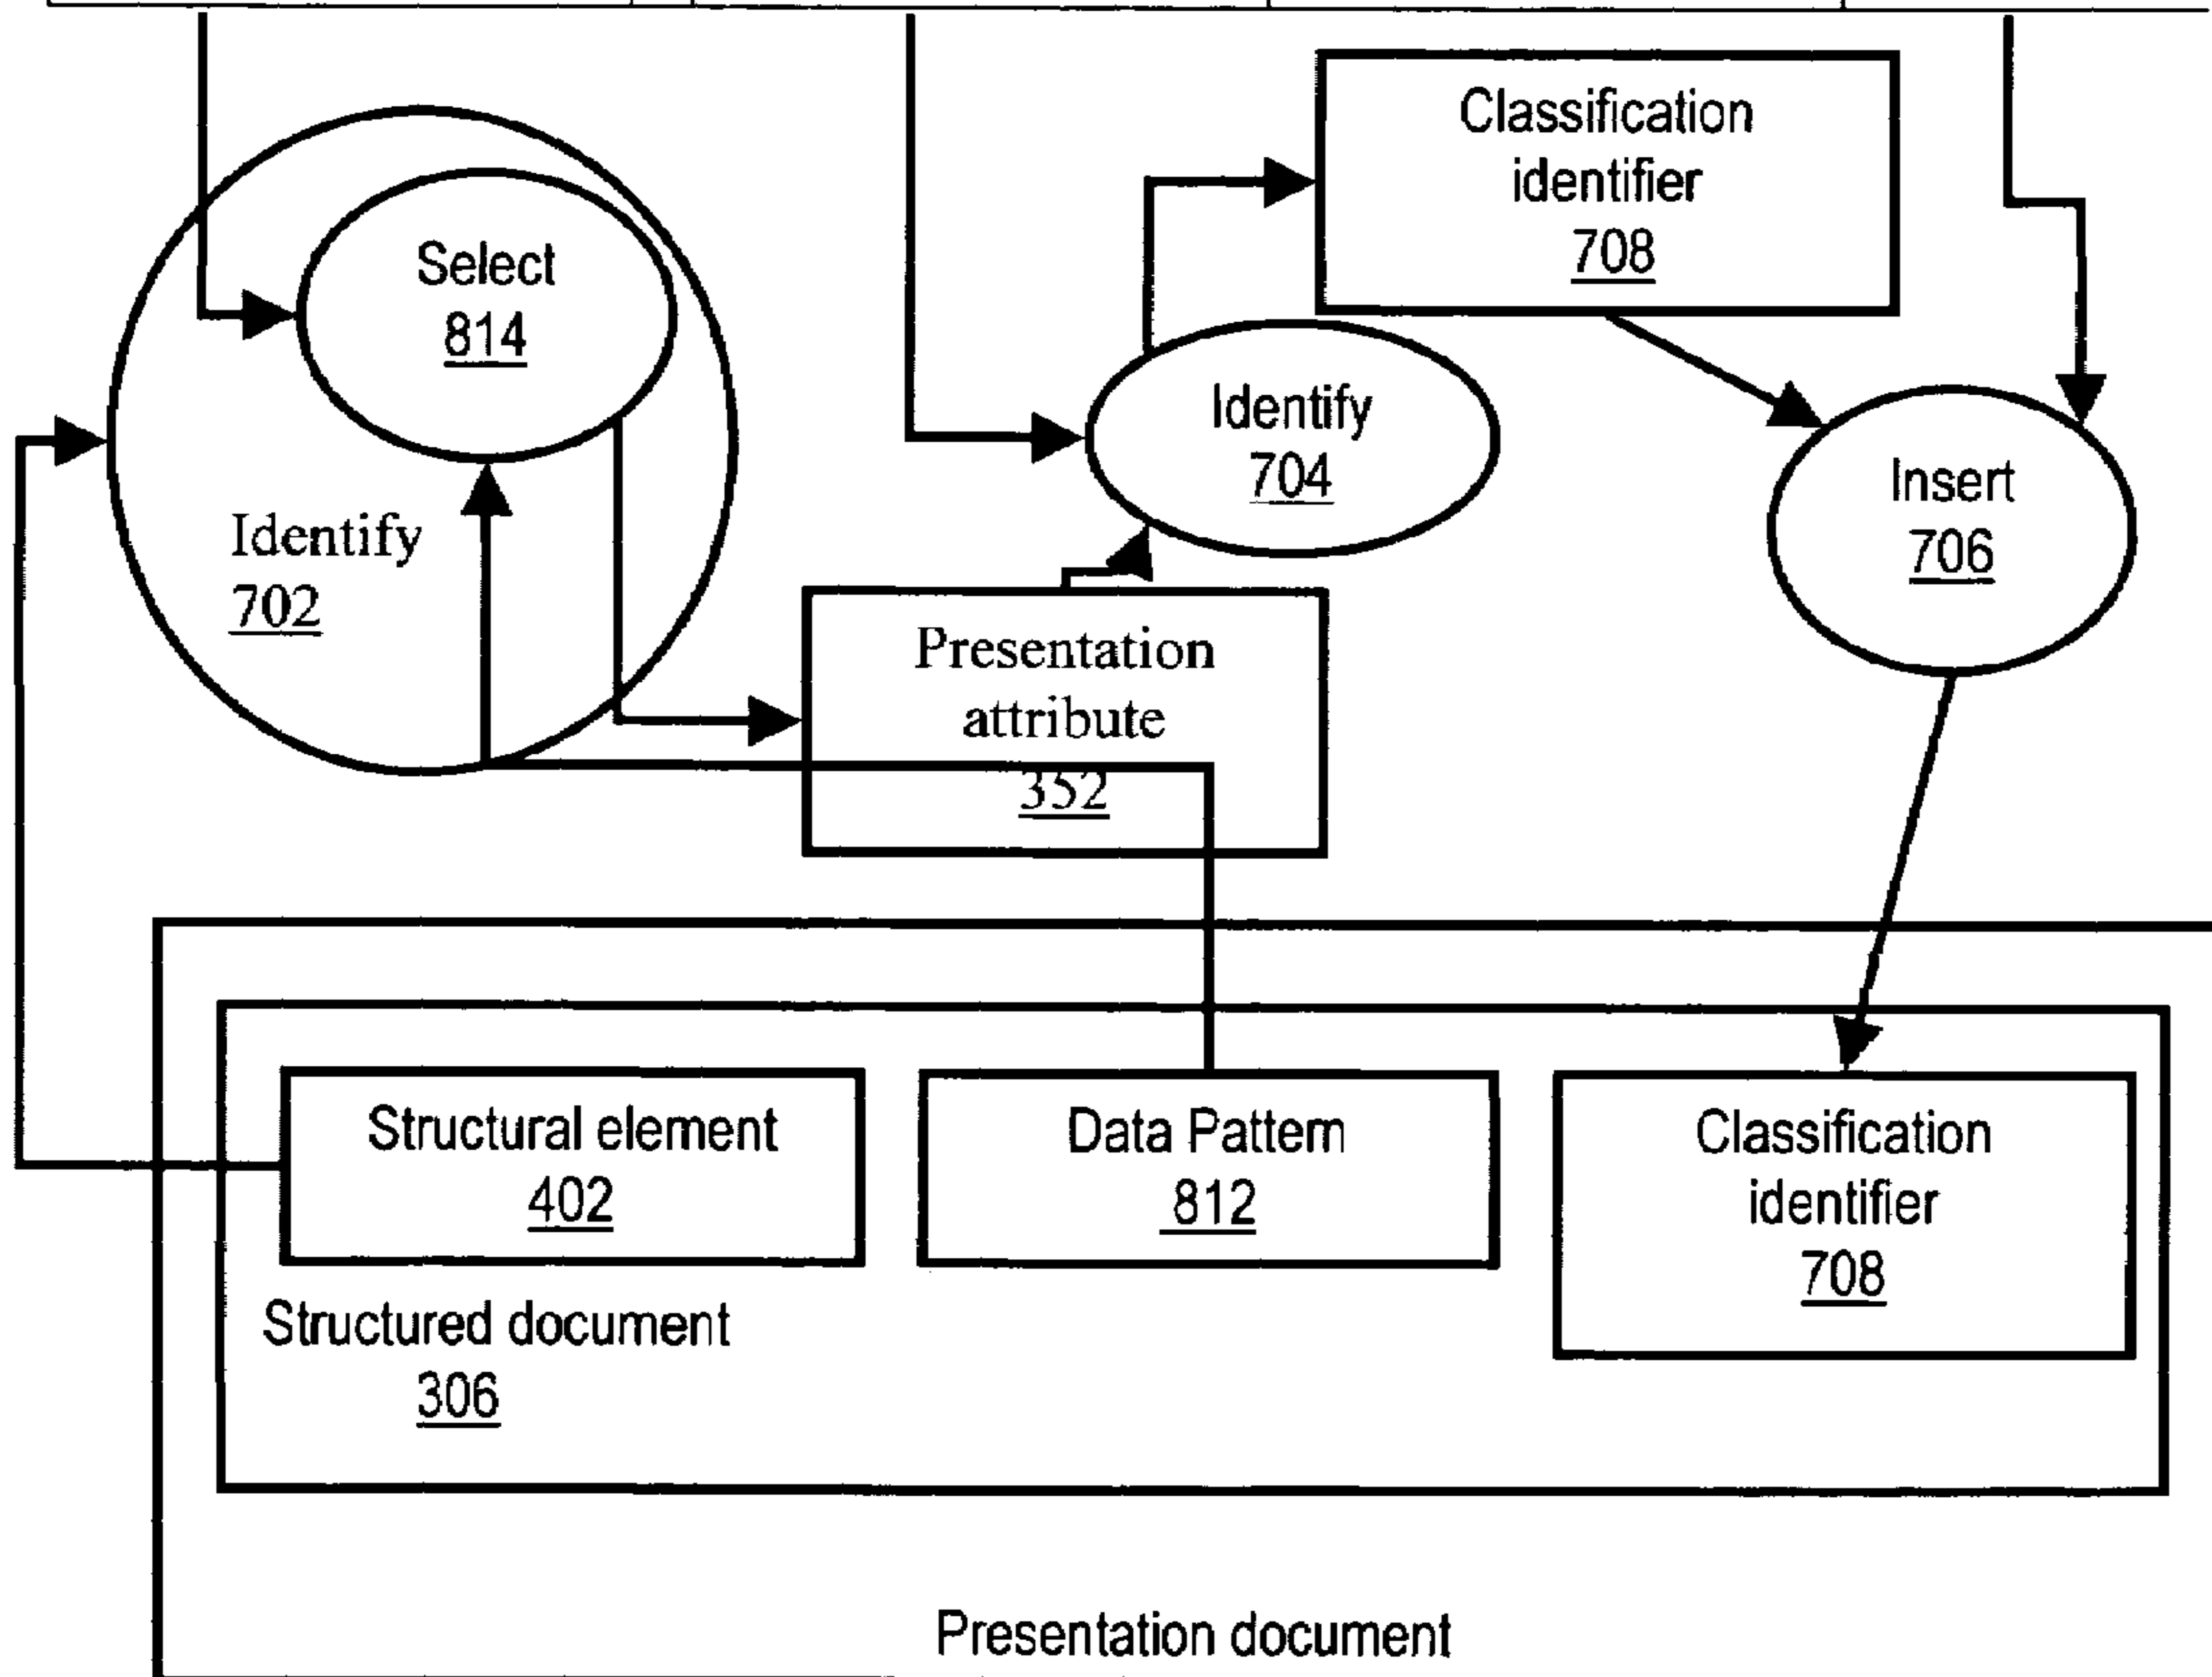 Classification
identifier
708
Select
814
Identify
704
Insert
706
Identify
702
Presentation
attribute
352
Structural element
402
Data Pattern
812
Classification
identifier
708
Structured document
306
Presentation document